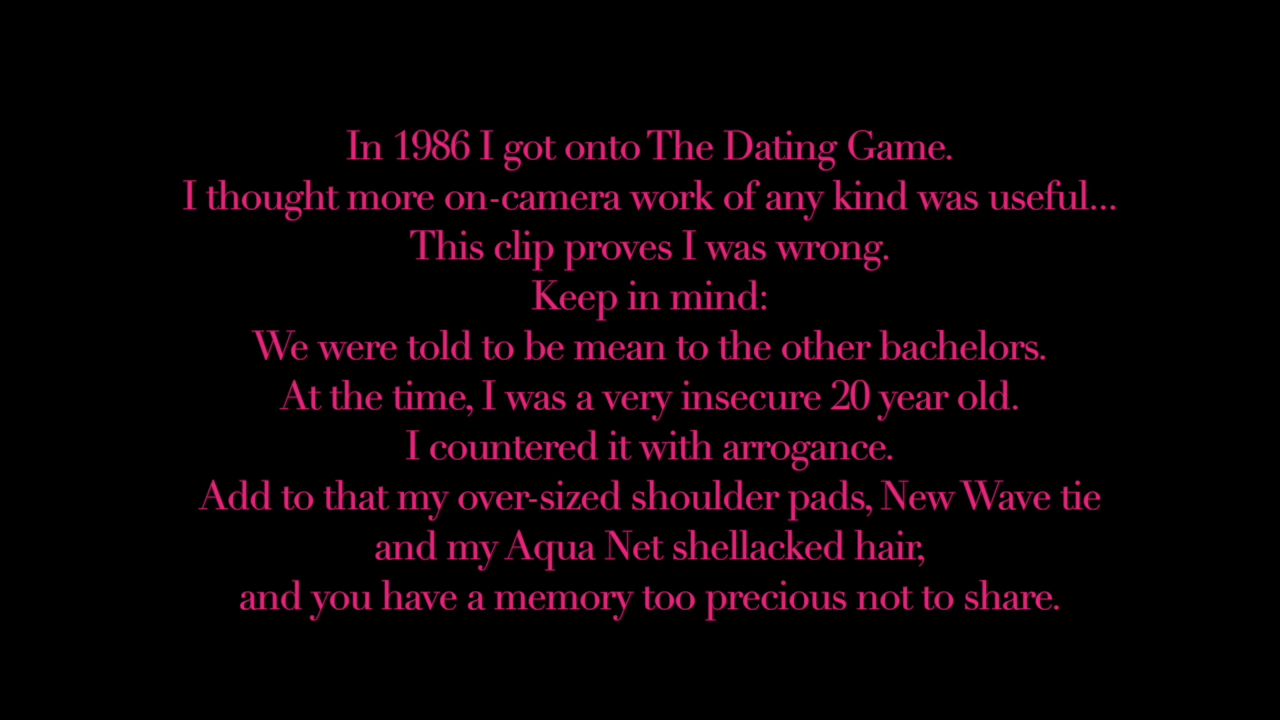 In 1986 I got onto The Dating Game.
I thought more on-camera work of any kind was useful...
This clip proves I was wrong.
Keep in mind:
We were told to be mean to the other bachelors.
At the time, I was a very insecure 20 year old.
I countered it with arrogance.
Add to that my over-sized shoulder pads, New Wave tie
and my Aqua Net shellacked hair,
and you have a memory too precious not to share.